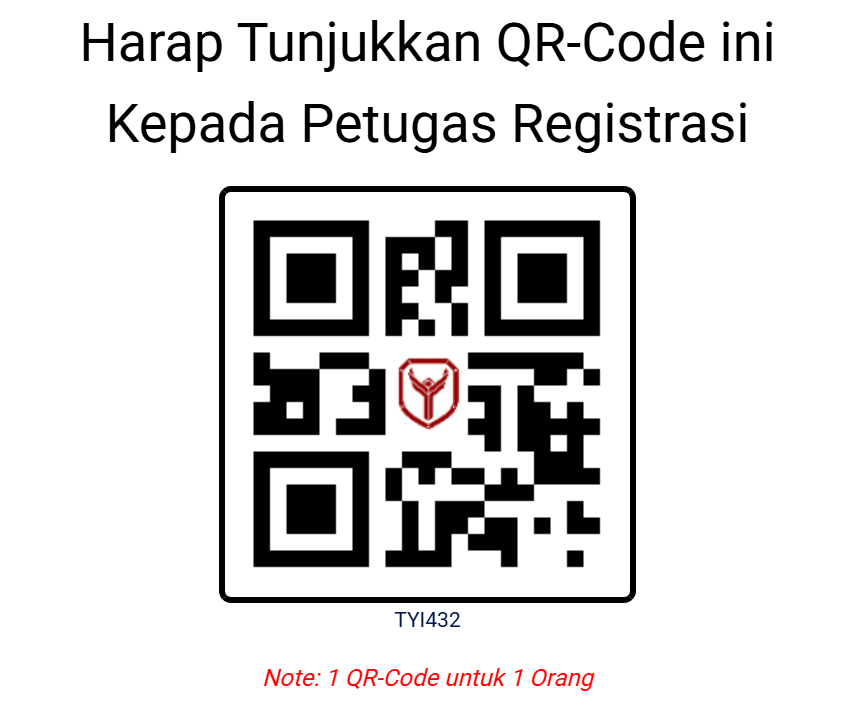 Harap Tunjukkan QR-Code ini
Kepada Petugas Registrasi
TYI432
Note: 1 QR-Code untuk 1 Orang